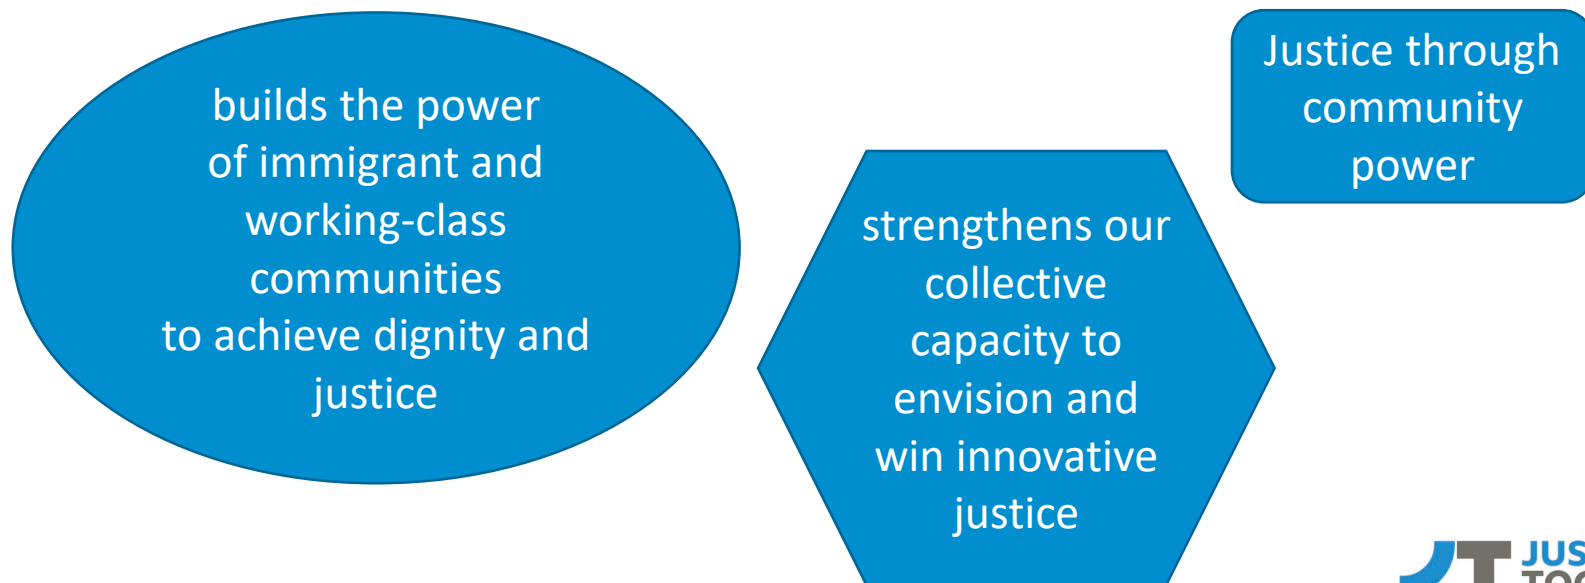 builds the power
of immigrant and
working-class
communities
to achieve dignity and
justice
strengthens our
collective
capacity to
envision and
win innovative
justice
Justice through
community
power
JT